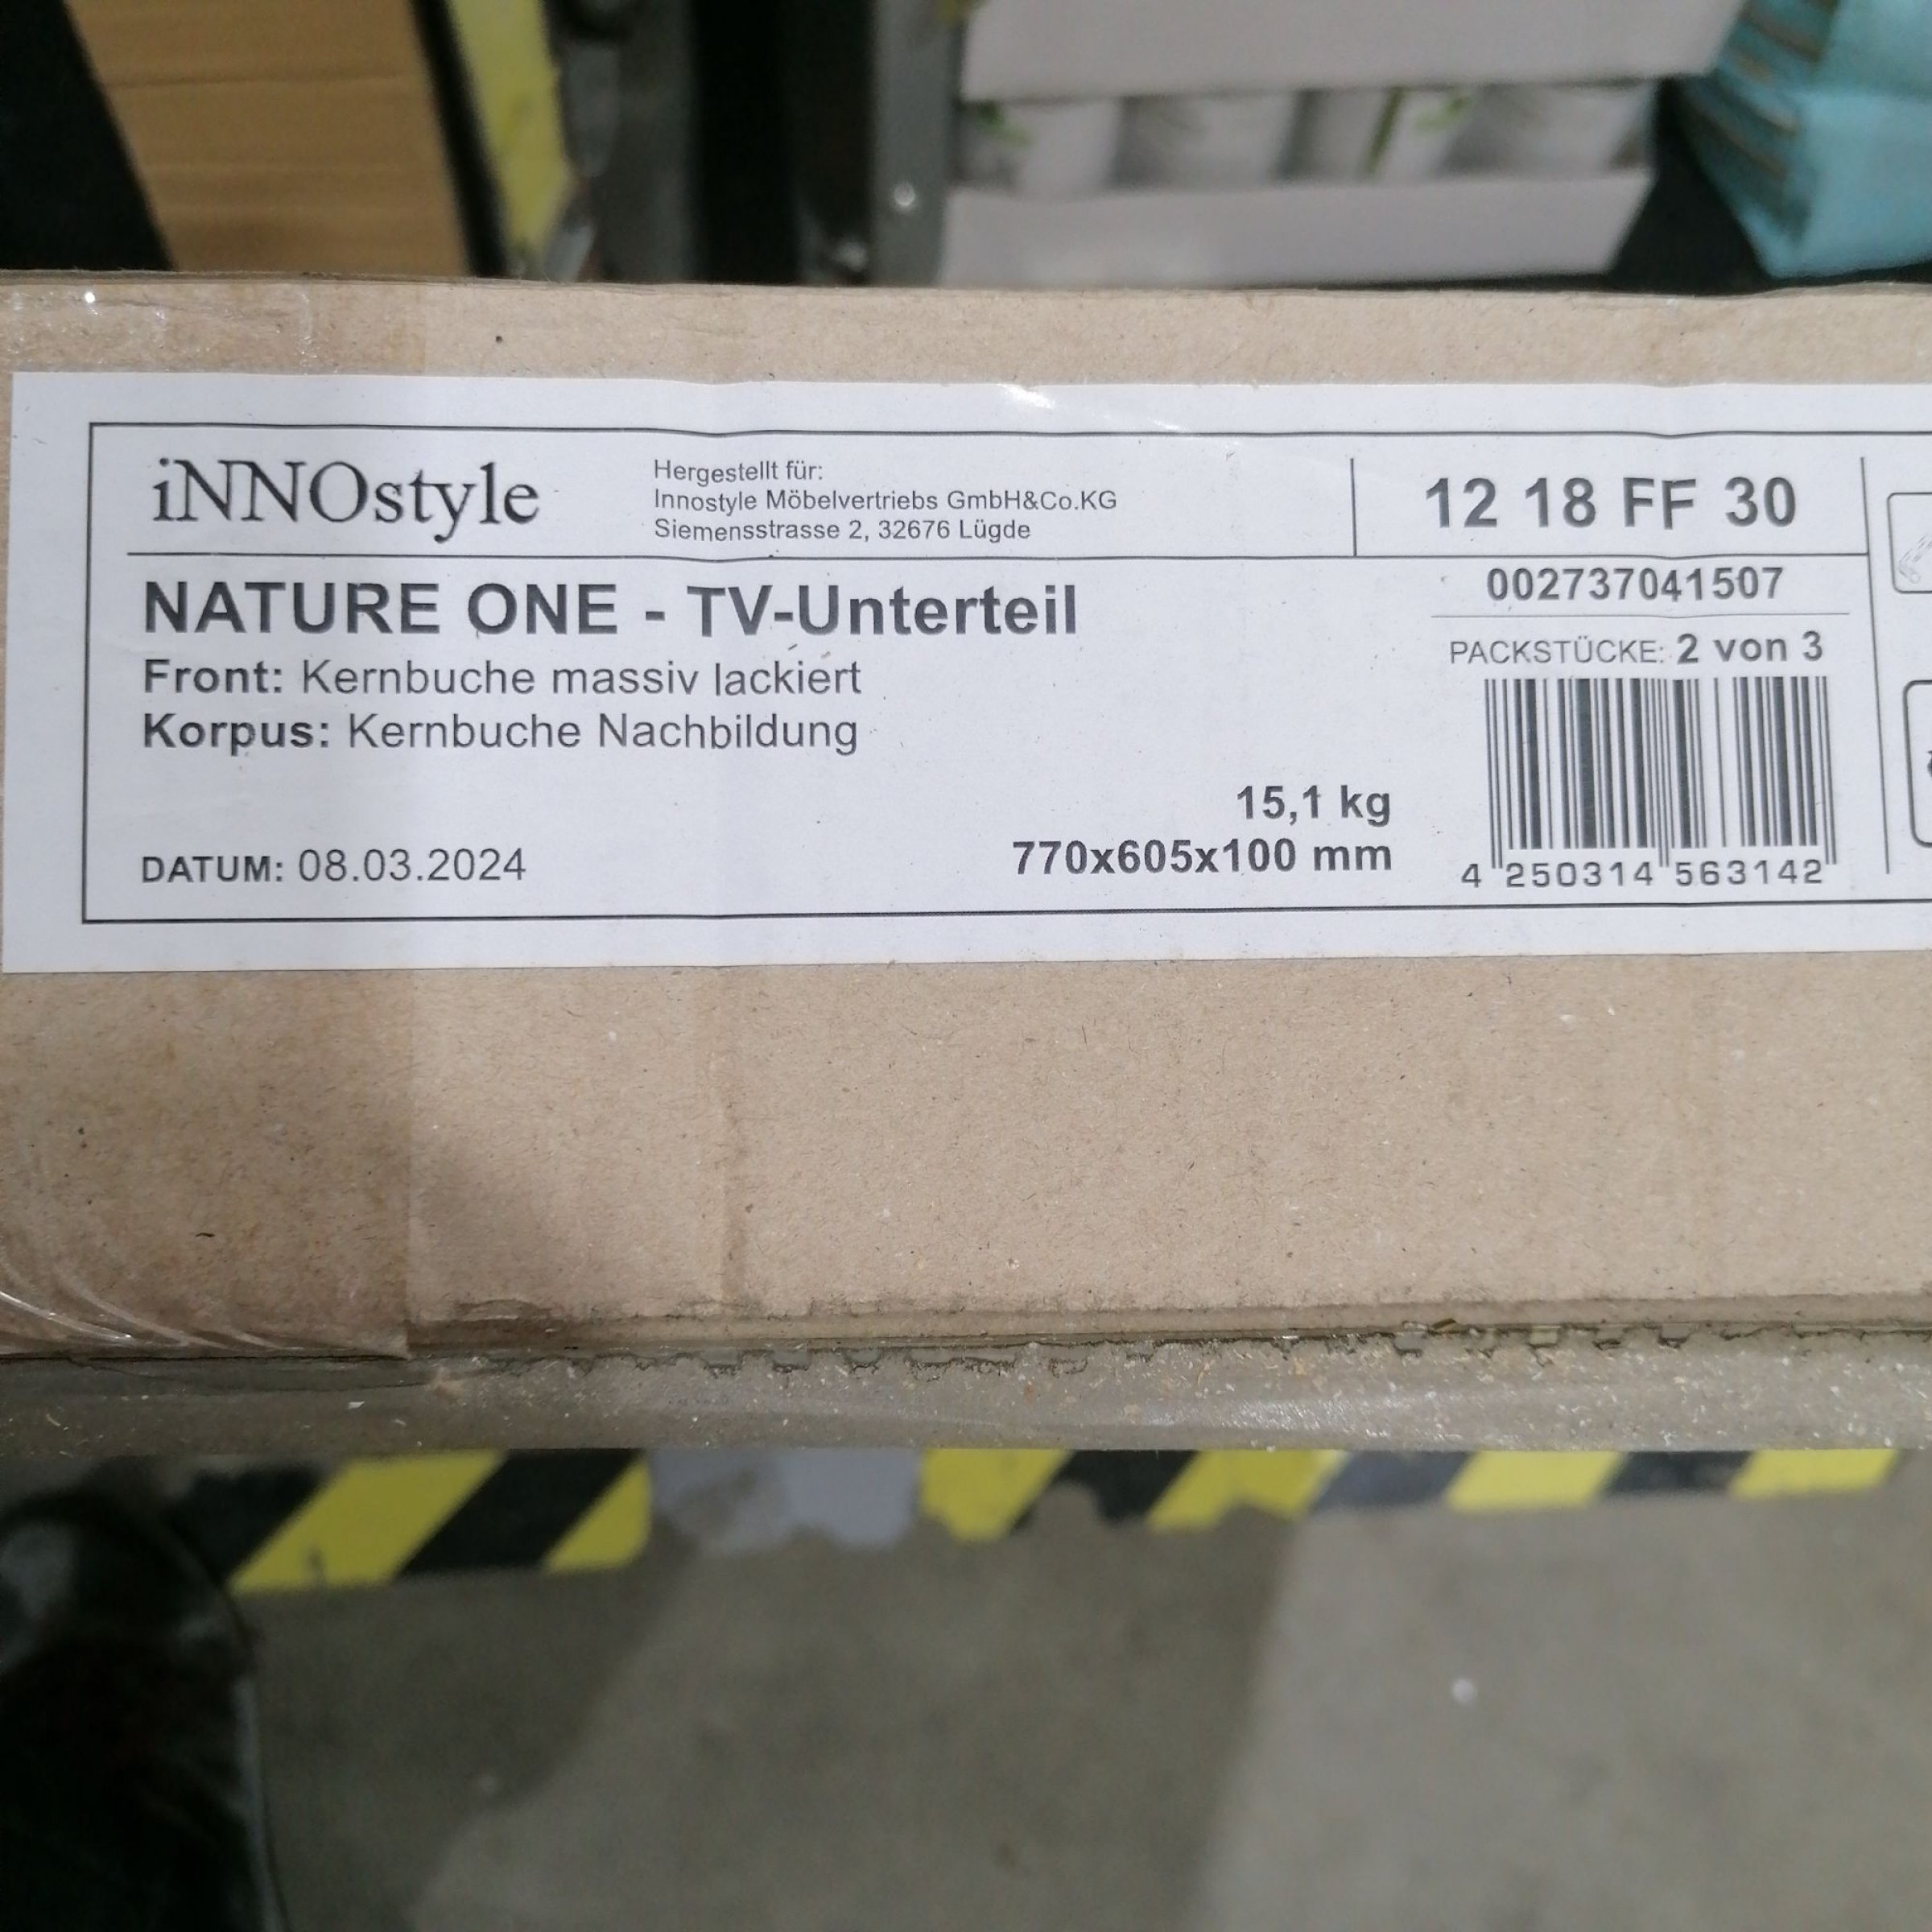 iNNOstyle
Hergestellt für:
Innostyle Möbelvertriebs GmbH&Co.KG
Siemensstrasse 2, 32676 Lügde
12 18 FF 30
NATURE ONE - TV-Unterteil
002737041507
PACKSTÜCKE: 2 von 3
Front: Kernbuche massiv lackiert
Korpus: Kernbuche Nachbildung
15,1 kg
DATUM: 08.03.2024
770x605x100 mm
4 250314 563142